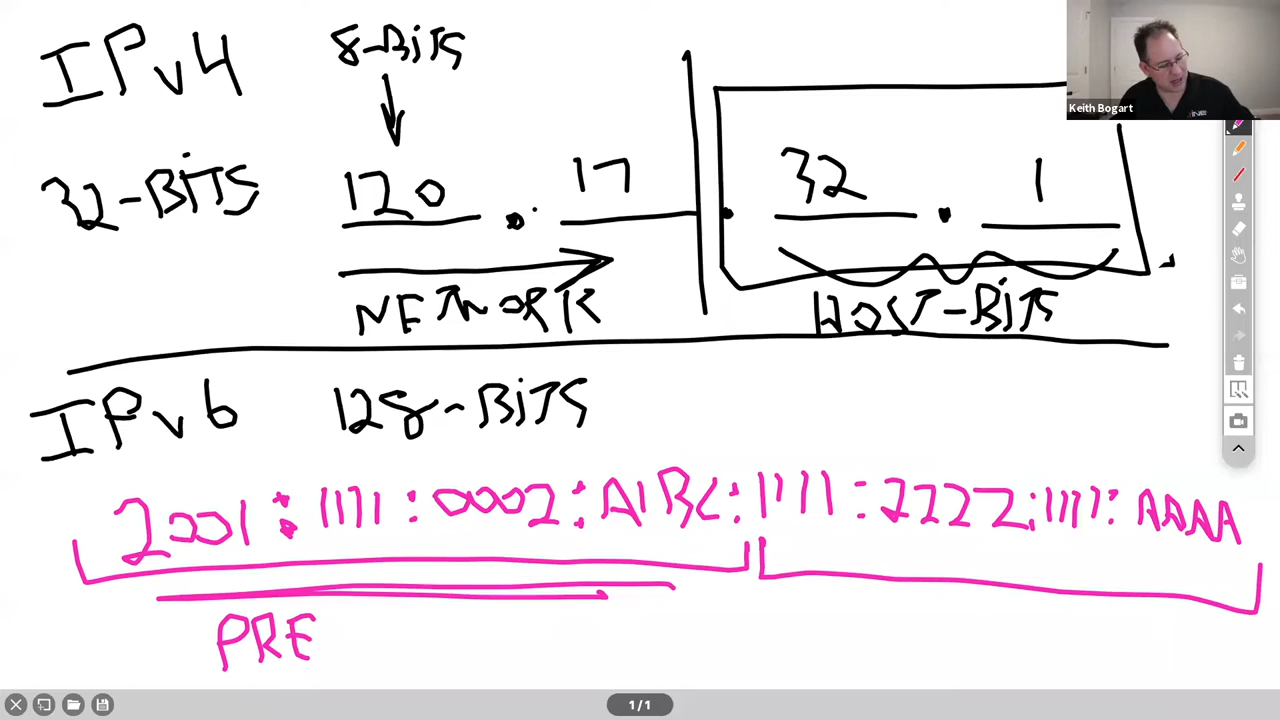 IPv4
8-BiTS
Keith Bogart
INE
32-BiTS
120 . 17 . 32 . 1
NETWORK
HOST-BiTS
IPv6
128-BiTS
2001:1111:0002:A1BC:1111:2222:1111:AAAA
PRE
1/1